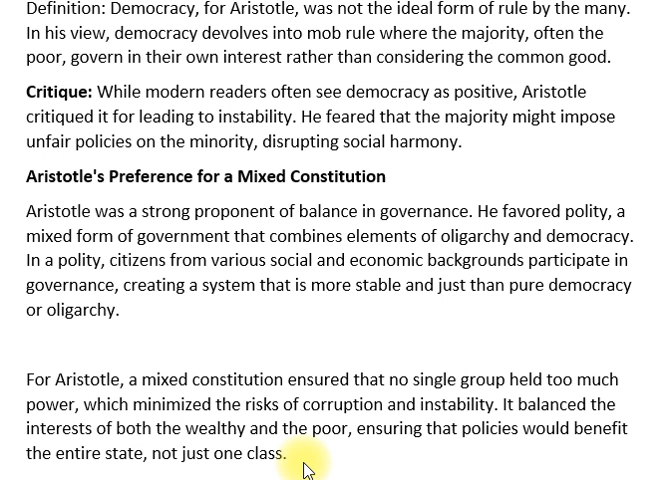 Definition: Democracy, for Aristotle, was not the ideal form of rule by the many.
In his view, democracy devolves into mob rule where the majority, often the
poor, govern in their own interest rather than considering the common good.
Critique: While modern readers often see democracy as positive, Aristotle
critiqued it for leading to instability. He feared that the majority might impose
unfair policies on the minority, disrupting social harmony.
Aristotle's Preference for a Mixed Constitution
Aristotle was a strong proponent of balance in governance. He favored polity, a
mixed form of government that combines elements of oligarchy and democracy.
In a polity, citizens from various social and economic backgrounds participate in
governance, creating a system that is more stable and just than pure democracy
or oligarchy.
For Aristotle, a mixed constitution ensured that no single group held too much
power, which minimized the risks of corruption and instability. It balanced the
interests of both the wealthy and the poor, ensuring that policies would benefit
the entire state, not just one class.